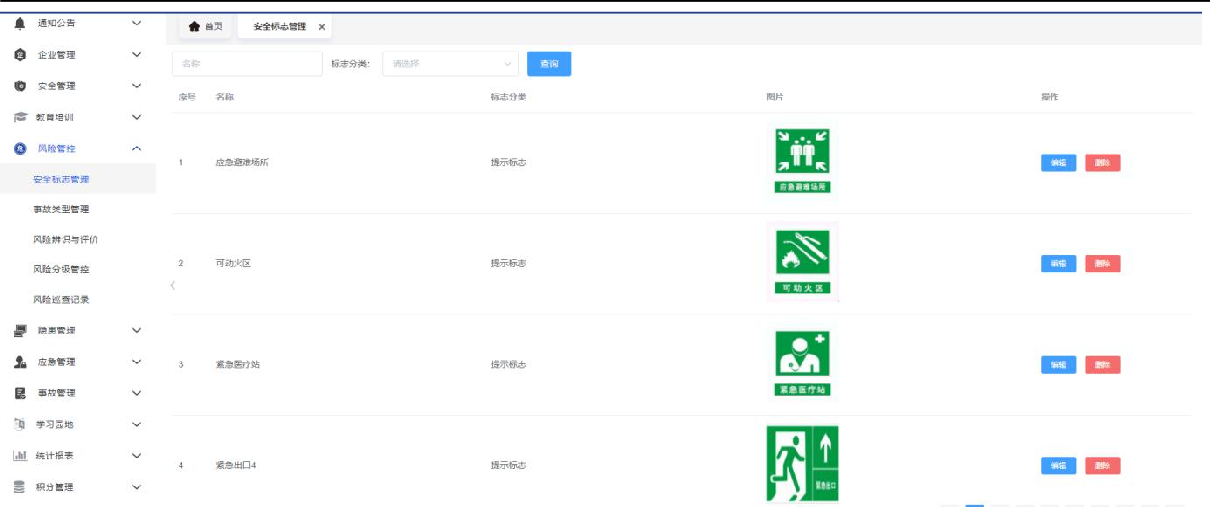 通知公告
企业管理
安全管理
教育培训
风险管控
安全标志管理
事故类型管理
风险辨识与评价
风险分级管控
风险巡查记录
隐患管理
应急管理
事故管理
学习园地
统计报表
积分管理
首页 安全标志管理 ×
名称 标志分类: 请选择 查询
序号 名称 标志分类 图片 操作
1 应急避难场所 提示标志 应急避难场所 编辑 删除
2 可动火区 提示标志 可动火区 编辑 删除
3 紧急医疗站 提示标志 紧急医疗站 编辑 删除
4 紧急出口4 提示标志 紧急出口 编辑 删除